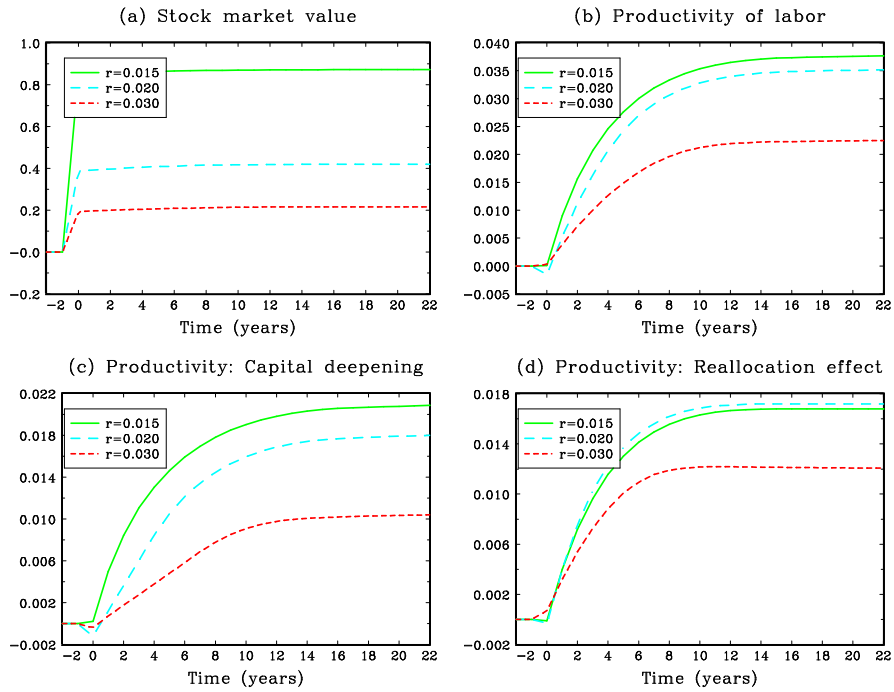 (a) Stock market value
1.0
0.8
0.6
0.4
0.2
−0.0
−0.2
r=0.015
r=0.020
r=0.030
−2 0 2 4 6 8 10 12 14 16 18 20 22
Time (years)
(b) Productivity of labor
0.040
0.035
0.030
0.025
0.020
0.015
0.010
0.005
0.000
−0.005
r=0.015
r=0.020
r=0.030
−2 0 2 4 6 8 10 12 14 16 18 20 22
Time (years)
(c) Productivity: Capital deepening
0.022
0.018
0.014
0.010
0.006
0.002
−0.002
r=0.015
r=0.020
r=0.030
−2 0 2 4 6 8 10 12 14 16 18 20 22
Time (years)
(d) Productivity: Reallocation effect
0.018
0.014
0.010
0.006
0.002
−0.002
r=0.015
r=0.020
r=0.030
−2 0 2 4 6 8 10 12 14 16 18 20 22
Time (years)